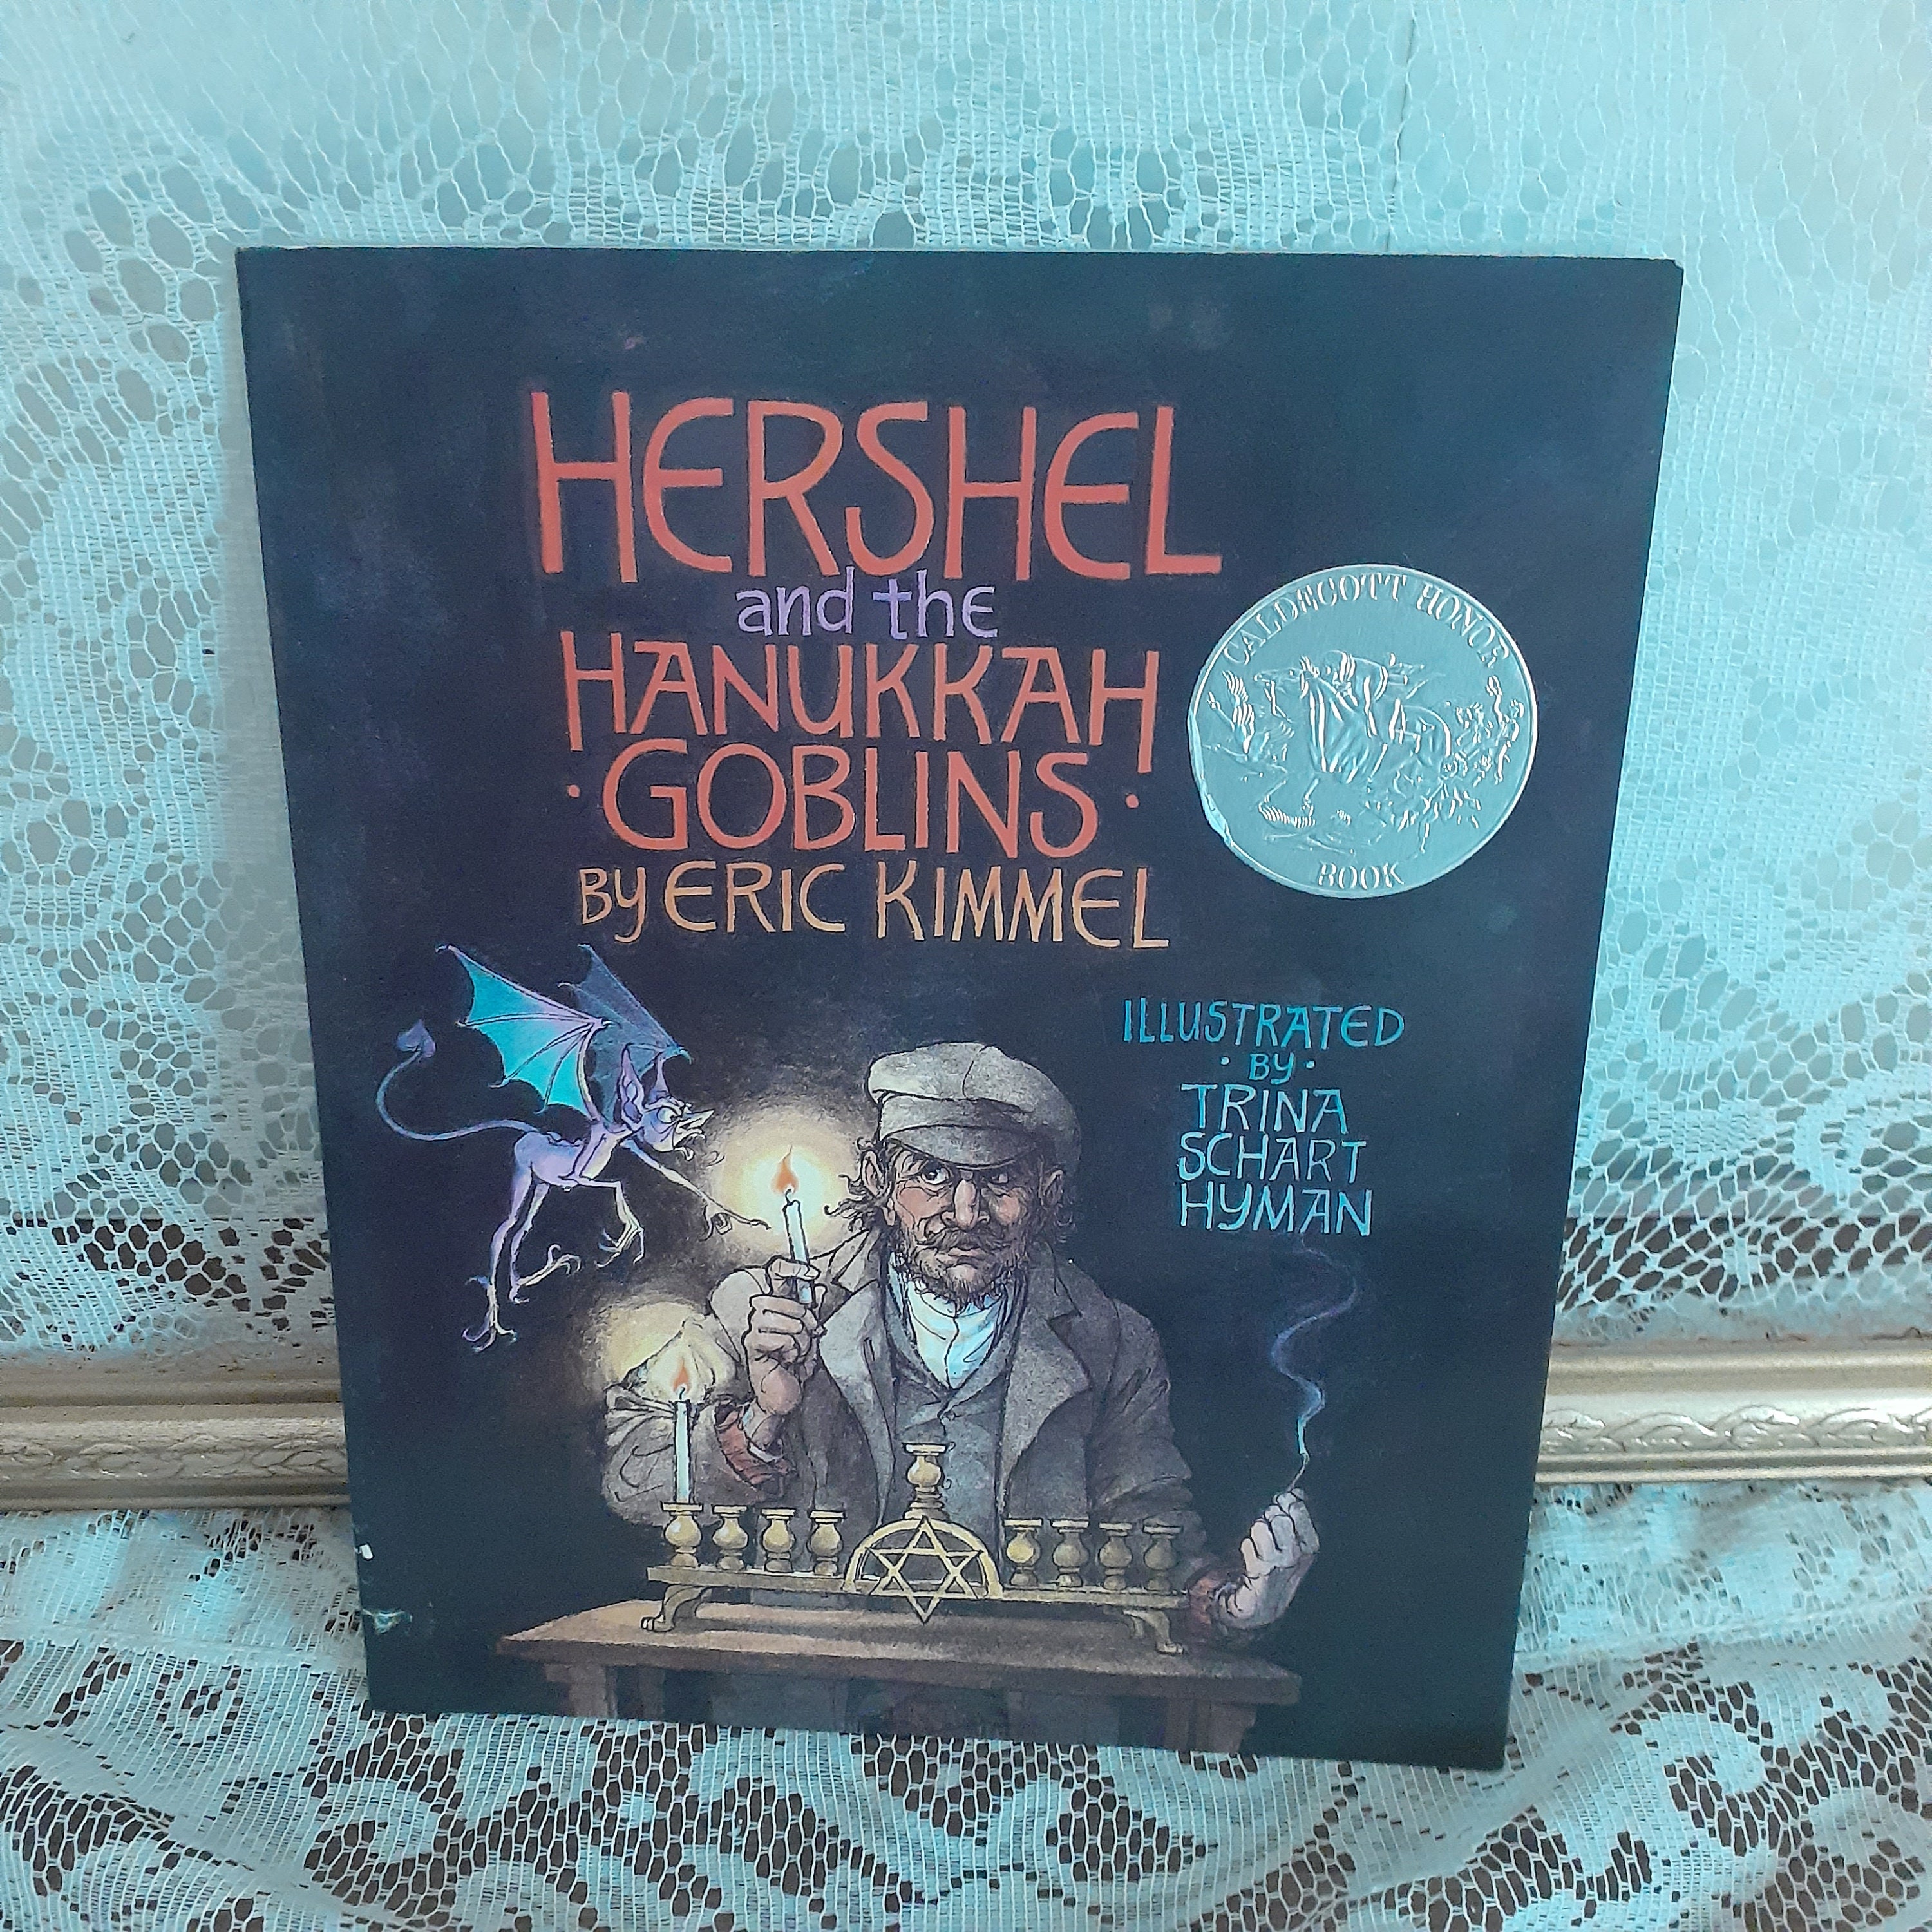 HERSHEL
and the
HANUKKAH
·GOBLINS·
BY ERIC KIMMEL
CALDECOTT HONOR
BOOK
ILLUSTRATED
·BY·
TRINA
SCHART
HYMAN